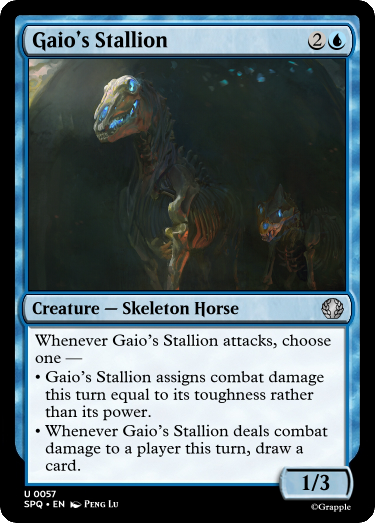 Gaio's Stallion 2
Creature — Skeleton Horse
Whenever Gaio's Stallion attacks, choose
one —
• Gaio's Stallion assigns combat damage
this turn equal to its toughness rather
than its power.
• Whenever Gaio's Stallion deals combat
damage to a player this turn, draw a
card.
1/3
U 0057
SPQ • EN Peng Lu
©Grapple